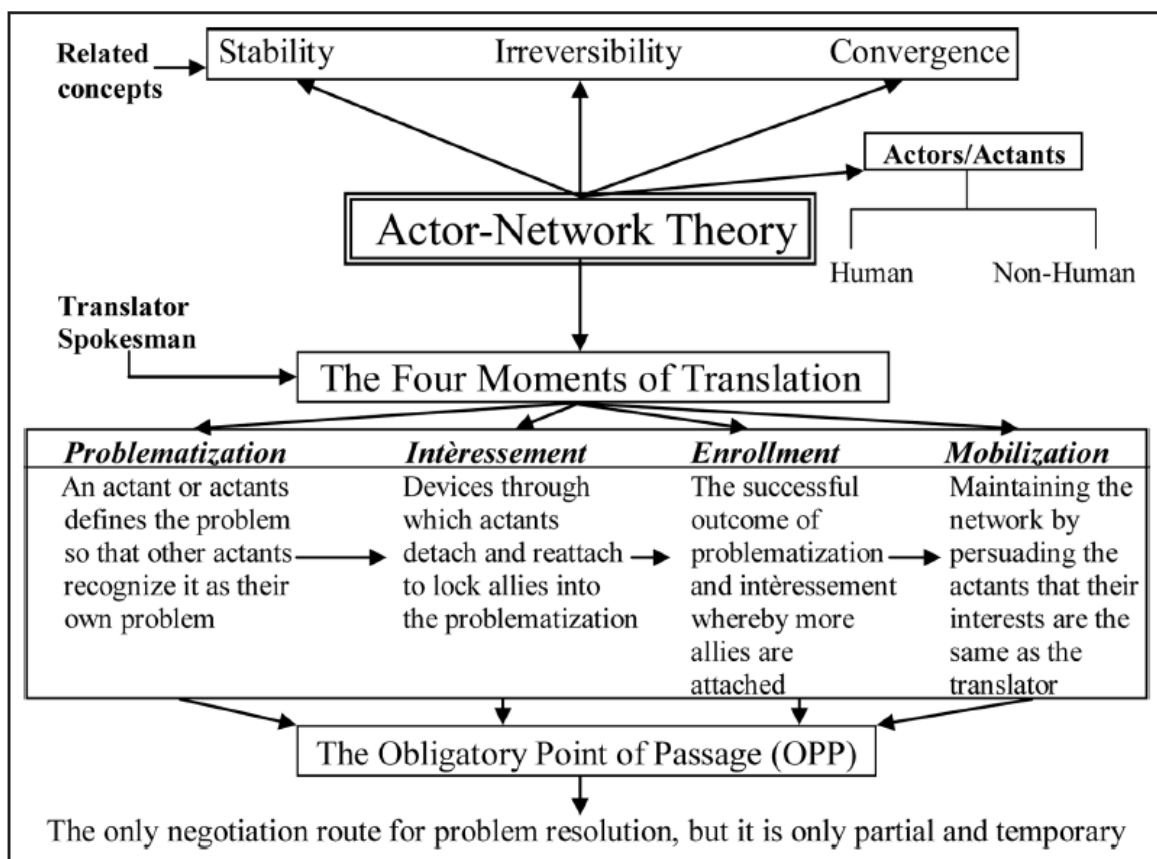 Related
concepts
Stability Irreversibility Convergence
Actors/Actants
Actor-Network Theory
Human Non-Human
Translator
Spokesman
The Four Moments of Translation
Problematization
An actant or actants
defines the problem
so that other actants
recognize it as their
own problem
Intèressement
Devices through
which actants
detach and reattach
to lock allies into
the problematization
Enrollment
The successful
outcome of
problematization
and intèressement
whereby more
allies are
attached
Mobilization
Maintaining the
network by
persuading the
actants that their
interests are the
same as the
translator
The Obligatory Point of Passage (OPP)
The only negotiation route for problem resolution, but it is only partial and temporary